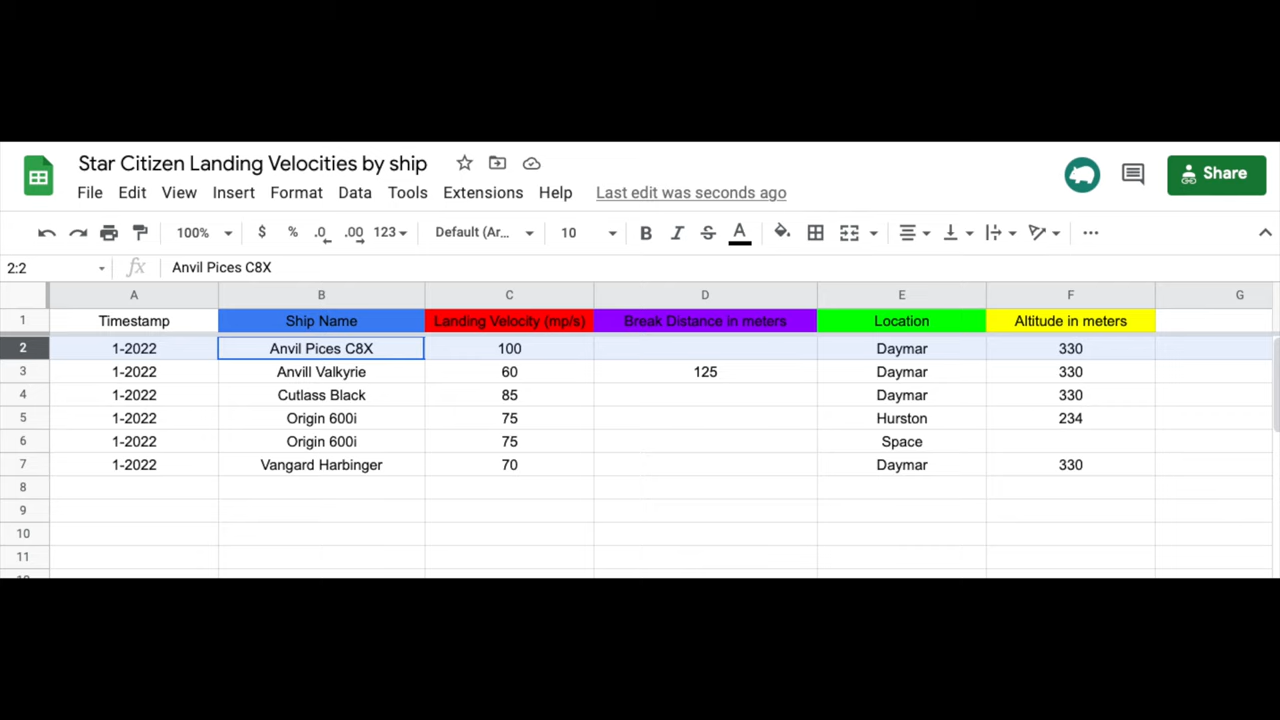 Star Citizen Landing Velocities by ship
File Edit View Insert Format Data Tools Extensions Help Last edit was seconds ago
Share
100% $ % .0 .00 123 Default (Ar... 10 B I S A
2:2 fx Anvil Pices C8X
A B C D E F G
1 Timestamp Ship Name Landing Velocity (mp/s) Break Distance in meters Location Altitude in meters
2 1-2022 Anvil Pices C8X 100 Daymar 330
3 1-2022 Anvill Valkyrie 60 125 Daymar 330
4 1-2022 Cutlass Black 85 Daymar 330
5 1-2022 Origin 600i 75 Hurston 234
6 1-2022 Origin 600i 75 Space
7 1-2022 Vangard Harbinger 70 Daymar 330
8
9
10
11